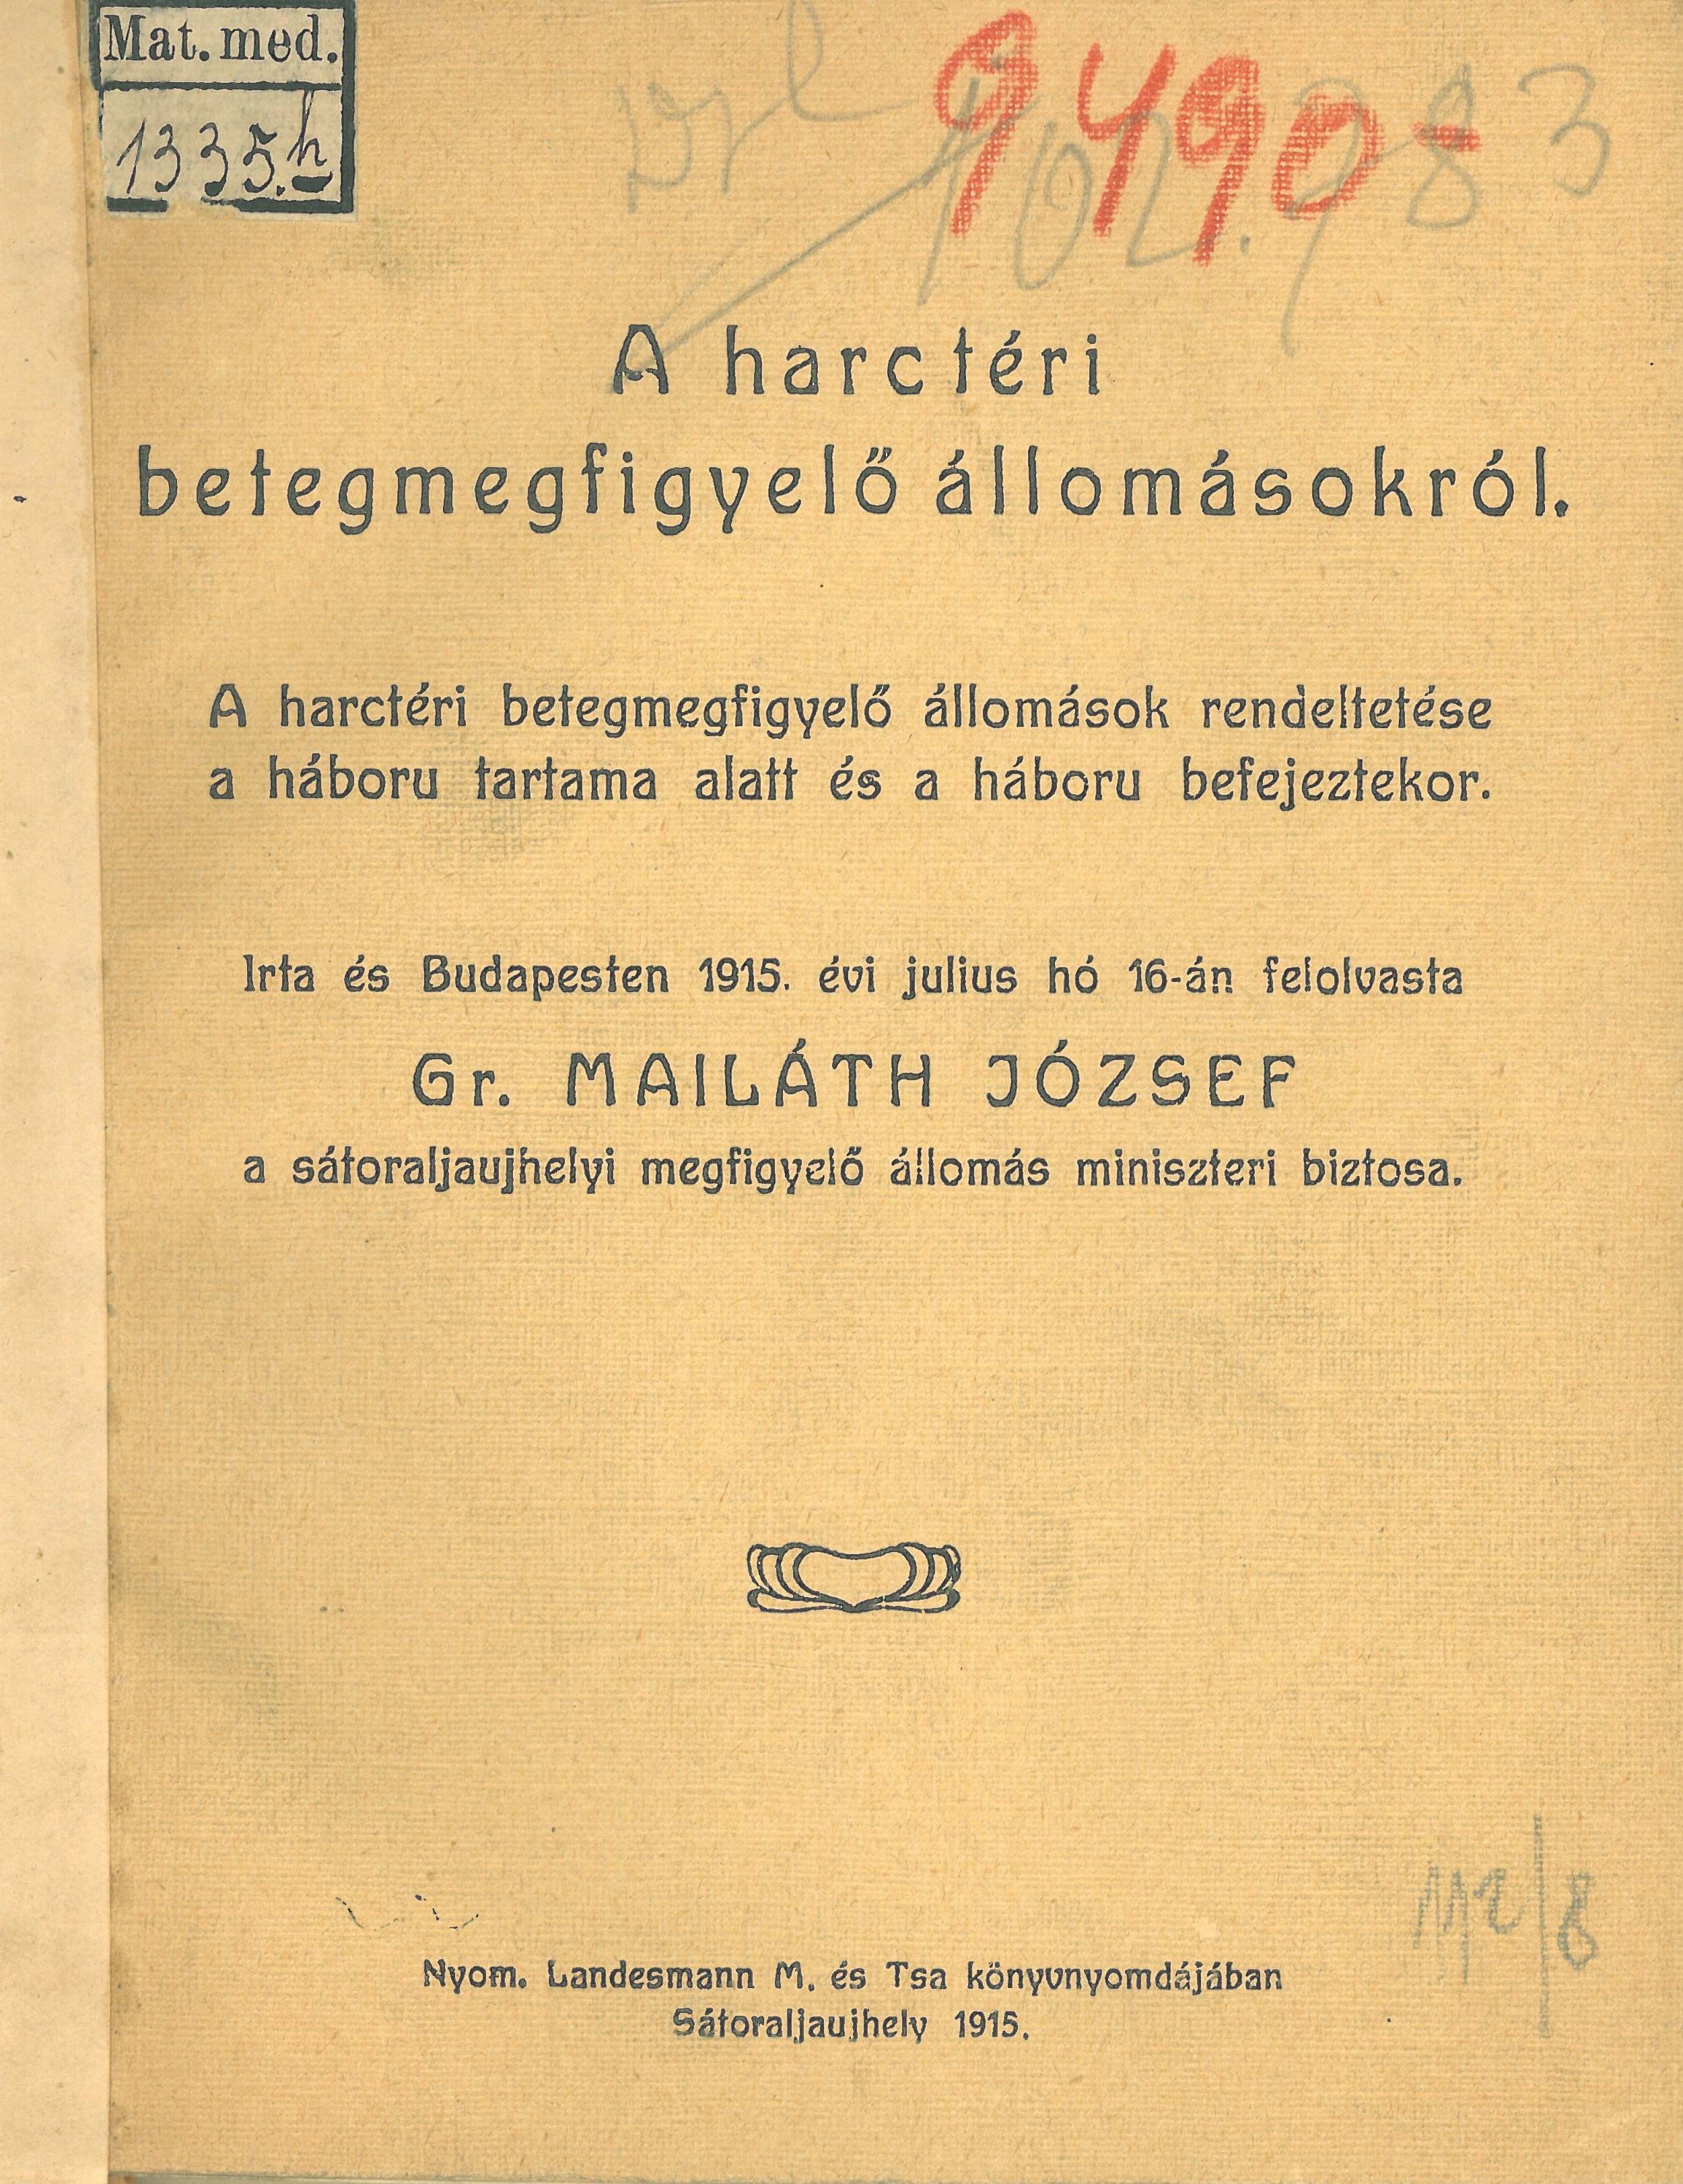 Mat. med.
1335.h
9490-
A harctéri
betegmegfigyelő állomásokról.
A harctéri betegmegfigyelő állomások rendeltetése
a háboru tartama alatt és a háboru befejeztekor.
Irta és Budapesten 1915. évi julius hó 16-án felolvasta
Gr. MAILÁTH JÓZSEF
a sátoraljaujhelyi megfigyelő állomás miniszteri biztosa.
Nyom. Landesmann M. és Tsa könyvnyomdájában
Sátoraljaujhely 1915.